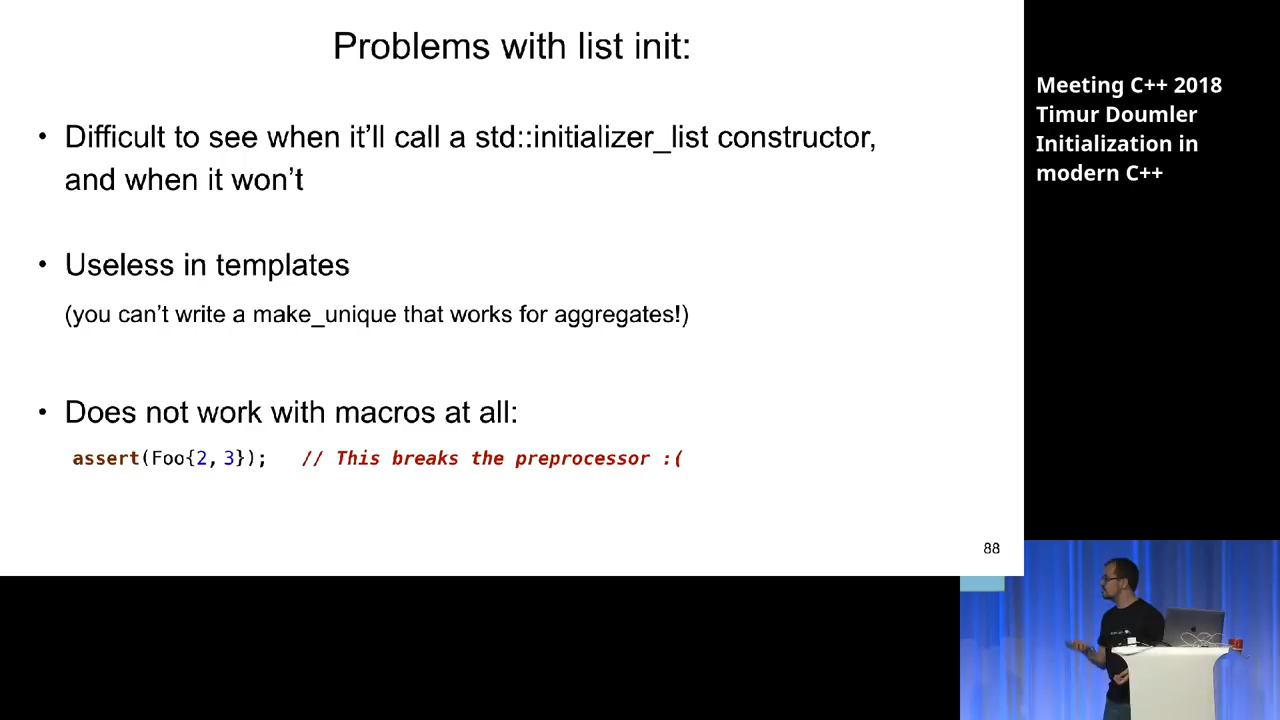 Problems with list init:
• Difficult to see when it’ll call a std::initializer_list constructor,
and when it won’t
• Useless in templates
(you can’t write a make_unique that works for aggregates!)
• Does not work with macros at all:
assert(Foo{2, 3}); // This breaks the preprocessor :(
88
Meeting C++ 2018
Timur Doumler
Initialization in
modern C++